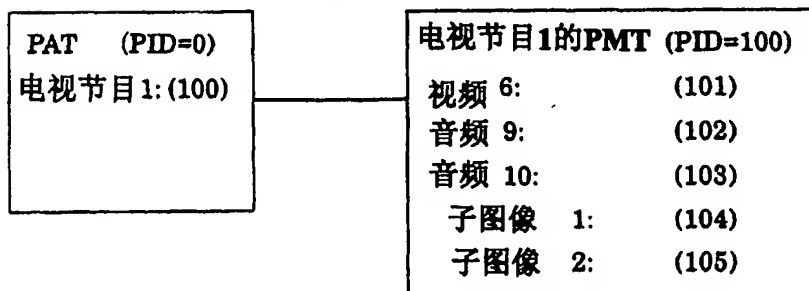 PAT (PID=0)
电视节目1:(100)
电视节目1的PMT (PID=100)
视频 6: (101)
音频 9: (102)
音频 10: (103)
子图像 1: (104)
子图像 2: (105)